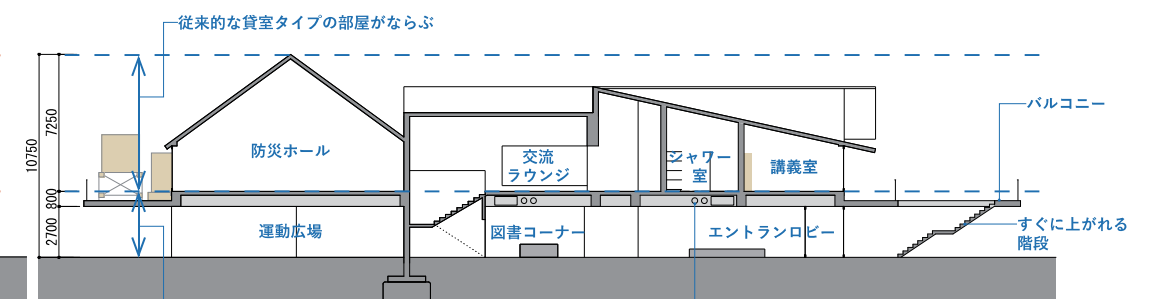 従来的な貸室タイプの部屋がならぶ
バルコニー
10750
7250
800
2700
防災ホール
交流
ラウンジ
シャワー
室
講義室
運動広場
図書コーナー
エントランロビー
すぐに上がれる
階段